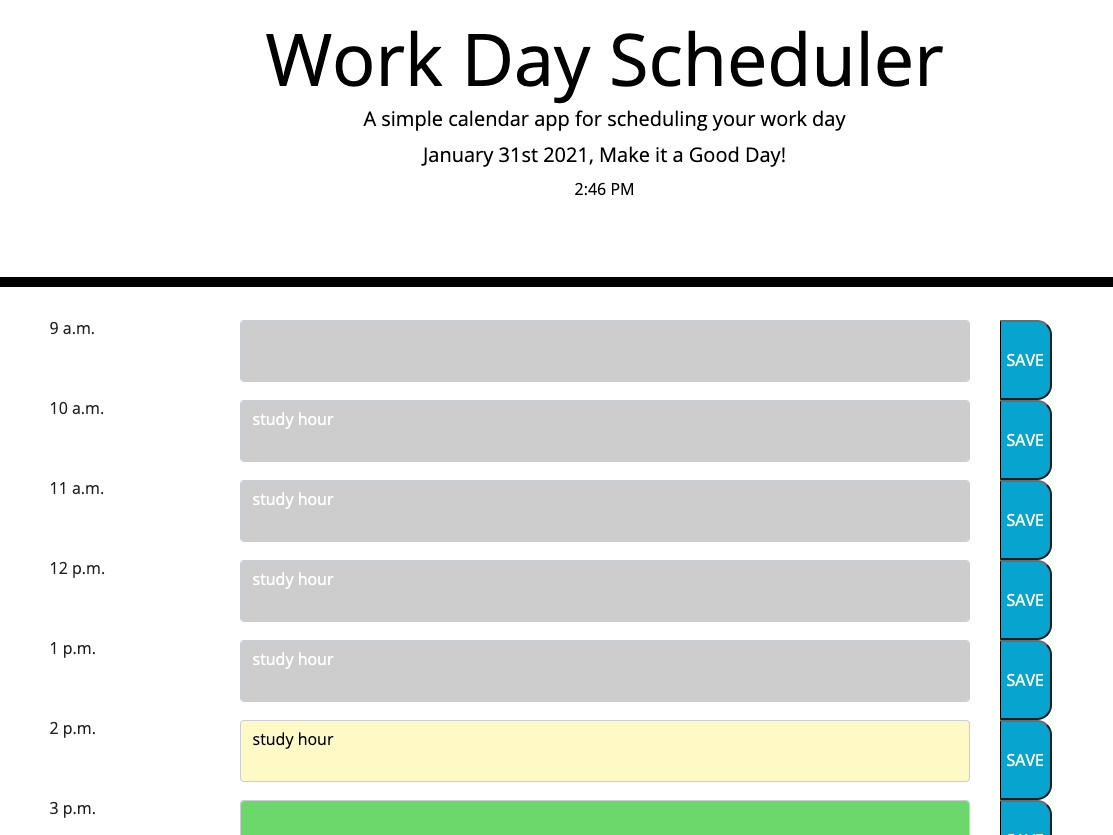 Work Day Scheduler
A simple calendar app for scheduling your work day
January 31st 2021, Make it a Good Day!
2:46 PM
9 a.m.
SAVE
10 a.m.
study hour
SAVE
11 a.m.
study hour
SAVE
12 p.m.
study hour
SAVE
1 p.m.
study hour
SAVE
2 p.m.
study hour
SAVE
3 p.m.
SAVE